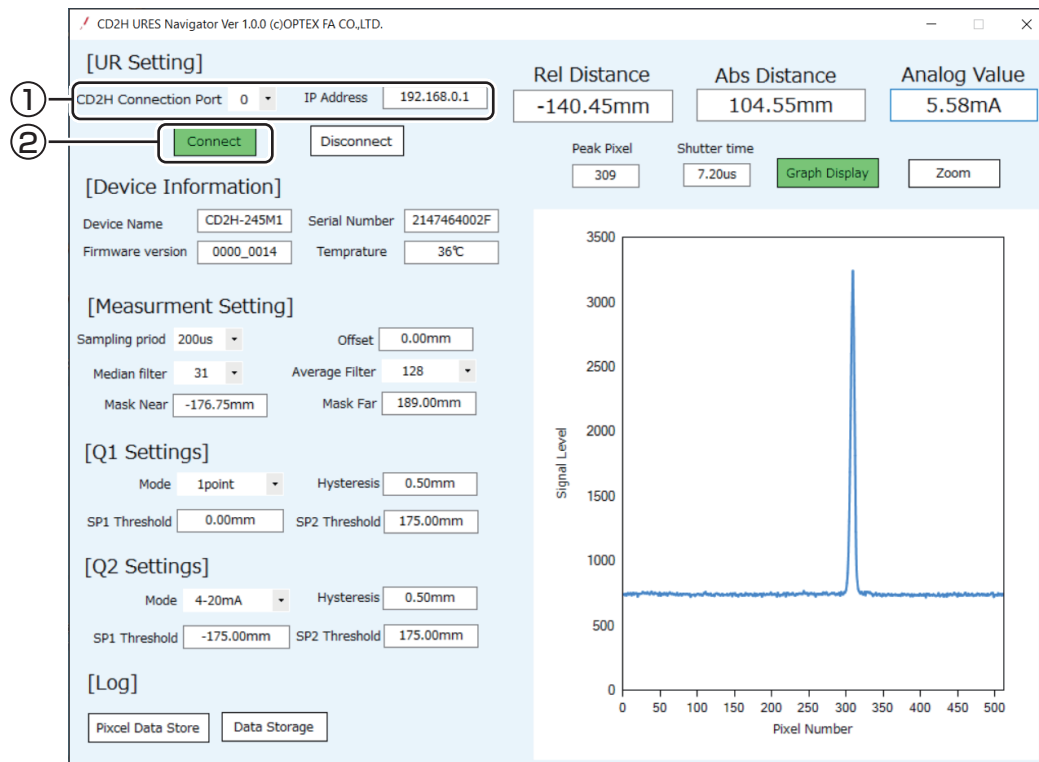 CD2H URES Navigator Ver 1.0.0 (c)OPTEX FA CO.,LTD.
[UR Setting]
① CD2H Connection Port 0 IP Address 192.168.0.1
② Connect Disconnect
Rel Distance Abs Distance Analog Value
-140.45mm 104.55mm 5.58mA
Peak Pixel Shutter time
309 7.20us Graph Display Zoom
[Device Information]
Device Name CD2H-245M1 Serial Number 2147464002F
Firmware version 0000_0014 Temprature 36℃
[Measurment Setting]
Sampling priod 200us Offset 0.00mm
Median filter 31 Average Filter 128
Mask Near -176.75mm Mask Far 189.00mm
[Q1 Settings]
Mode 1point Hysteresis 0.50mm
SP1 Threshold 0.00mm SP2 Threshold 175.00mm
[Q2 Settings]
Mode 4-20mA Hysteresis 0.50mm
SP1 Threshold -175.00mm SP2 Threshold 175.00mm
[Log]
Pixcel Data Store Data Storage
3500
3000
2500
2000
1500
1000
500
0
Signal Level
0 50 100 150 200 250 300 350 400 450 500
Pixel Number